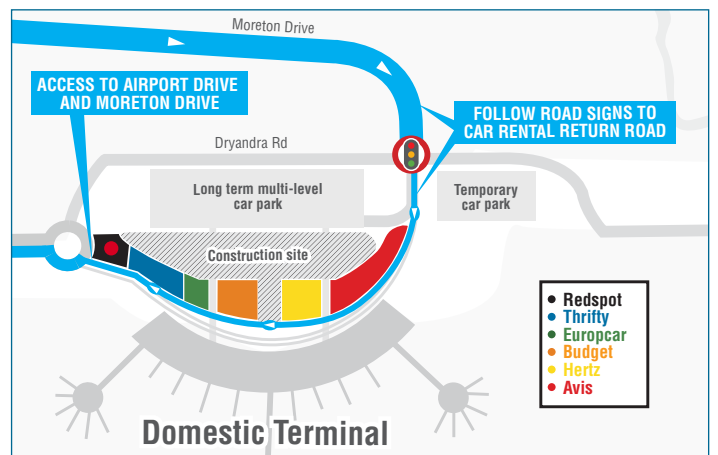 Moreton Drive
ACCESS TO AIRPORT DRIVE
AND MORETON DRIVE
FOLLOW ROAD SIGNS TO
CAR RENTAL RETURN ROAD
Dryandra Rd
Long term multi-level
car park
Temporary
car park
Construction site
Redspot
Thrifty
Europcar
Budget
Hertz
Avis
Domestic Terminal